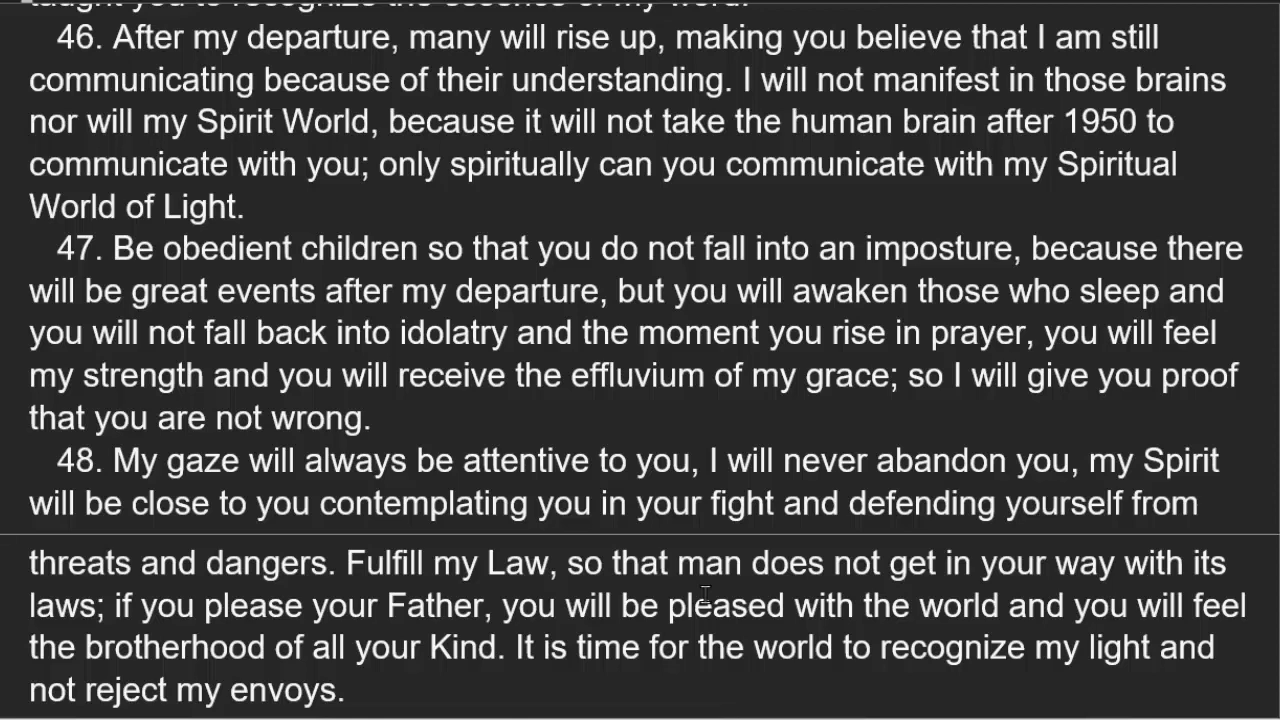 taught you to recognize the essence of my word.
46. After my departure, many will rise up, making you believe that I am still
communicating because of their understanding. I will not manifest in those brains
nor will my Spirit World, because it will not take the human brain after 1950 to
communicate with you; only spiritually can you communicate with my Spiritual
World of Light.
47. Be obedient children so that you do not fall into an imposture, because there
will be great events after my departure, but you will awaken those who sleep and
you will not fall back into idolatry and the moment you rise in prayer, you will feel
my strength and you will receive the effluvium of my grace; so I will give you proof
that you are not wrong.
48. My gaze will always be attentive to you, I will never abandon you, my Spirit
will be close to you contemplating you in your fight and defending yourself from
threats and dangers. Fulfill my Law, so that man does not get in your way with its
laws; if you please your Father, you will be pleased with the world and you will feel
the brotherhood of all your Kind. It is time for the world to recognize my light and
not reject my envoys.